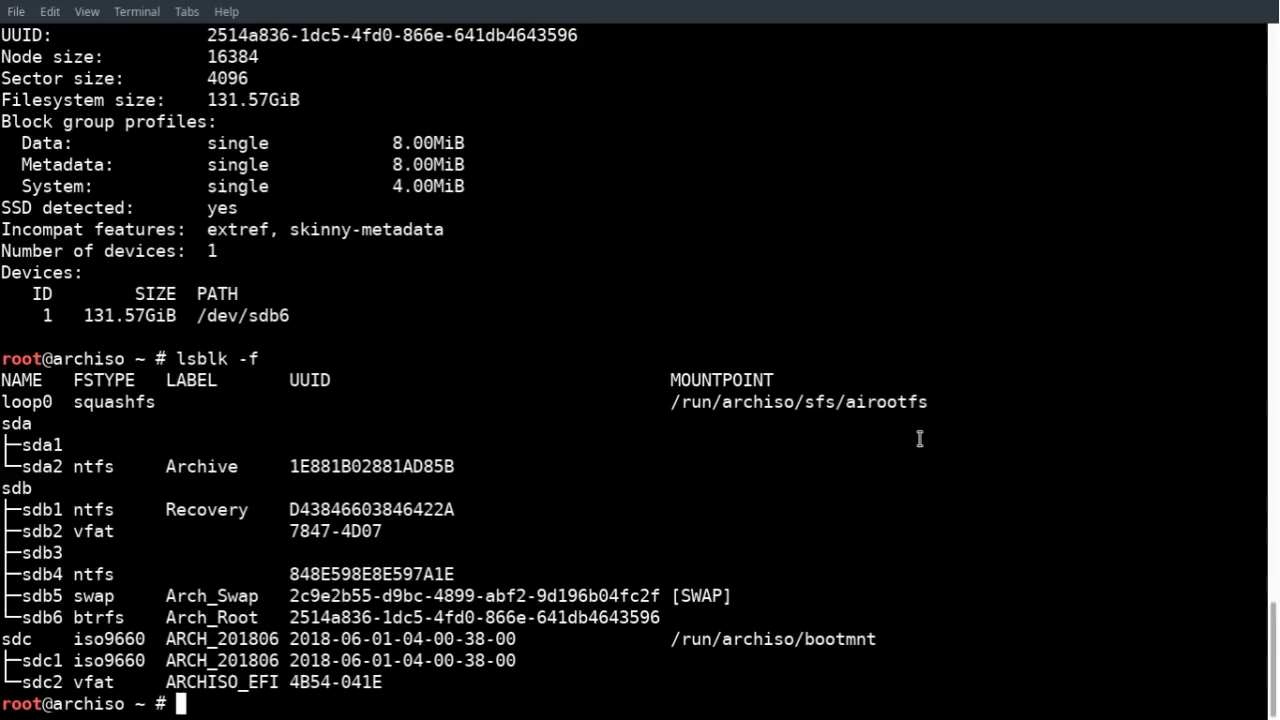 File Edit View Terminal Tabs Help
UUID: 2514a836-1dc5-4fd0-866e-641db4643596
Node size: 16384
Sector size: 4096
Filesystem size: 131.57GiB
Block group profiles:
  Data: single 8.00MiB
  Metadata: single 8.00MiB
  System: single 4.00MiB
SSD detected: yes
Incompat features: extref, skinny-metadata
Number of devices: 1
Devices:
   ID SIZE PATH
    1 131.57GiB /dev/sdb6
root@archiso ~ # lsblk -f
NAME FSTYPE LABEL UUID MOUNTPOINT
loop0 squashfs /run/archiso/sfs/airootfs
sda
├─sda1
└─sda2 ntfs Archive 1E881B02881AD85B
sdb
├─sdb1 ntfs Recovery D43846603846422A
├─sdb2 vfat 7847-4D07
├─sdb3
├─sdb4 ntfs 848E598E8E597A1E
├─sdb5 swap Arch_Swap 2c9e2b55-d9bc-4899-abf2-9d196b04fc2f [SWAP]
└─sdb6 btrfs Arch_Root 2514a836-1dc5-4fd0-866e-641db4643596
sdc iso9660 ARCH_201806 2018-06-01-04-00-38-00 /run/archiso/bootmnt
├─sdc1 iso9660 ARCH_201806 2018-06-01-04-00-38-00
└─sdc2 vfat ARCHISO_EFI 4B54-041E
root@archiso ~ #